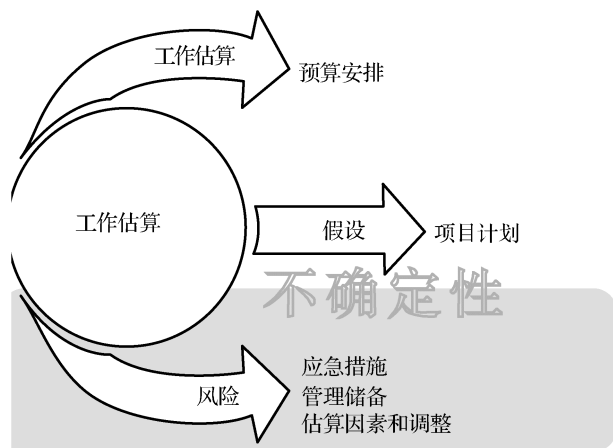 工作估算
预算安排
工作估算
假设
项目计划
不确定性
风险
应急措施
管理储备
估算因素和调整